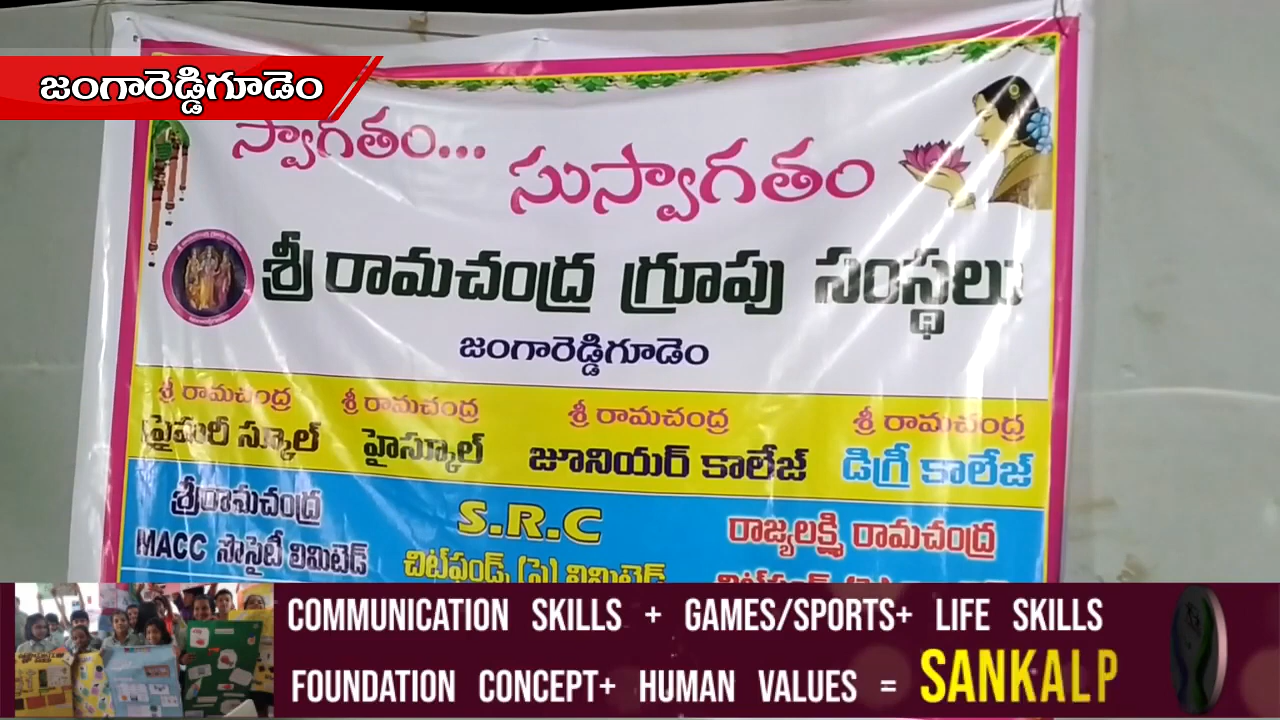 జంగారెడ్డిగూడెం
స్వాగతం... సుస్వాగతం
శ్రీ రామచంద్ర గ్రూపు సంస్థలు
జంగారెడ్డిగూడెం
శ్రీ రామచంద్ర శ్రీ రామచంద్ర శ్రీ రామచంద్ర శ్రీ రామచంద్ర
ప్రైమరీ స్కూల్ హైస్కూల్ జూనియర్ కాలేజ్ డిగ్రీ కాలేజ్
శ్రీరామచంద్ర S.R.C రాజ్యలక్ష్మి రామచంద్ర
MACC సొసైటీ లిమిటెడ్ చిట్‌ఫండ్స్ (ప్రై) లిమిటెడ్
COMMUNICATION SKILLS + GAMES/SPORTS+ LIFE SKILLS
FOUNDATION CONCEPT+ HUMAN VALUES = SANKALP